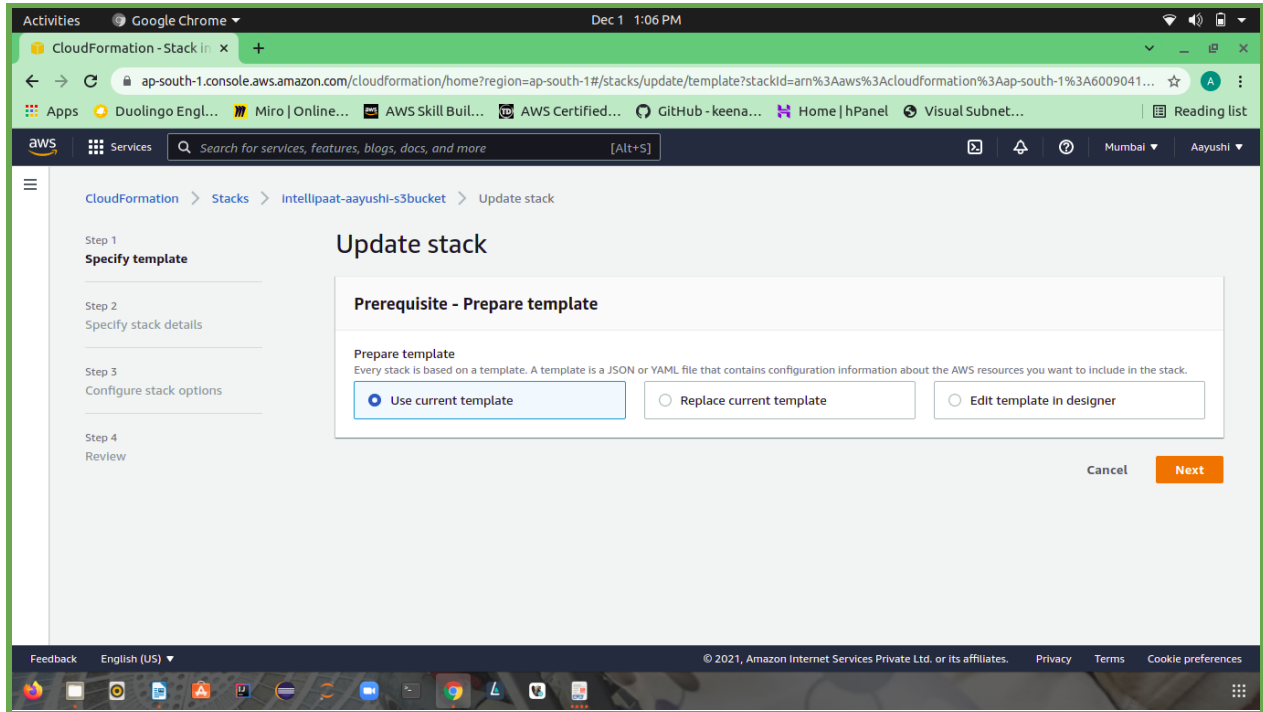 Activities Google Chrome Dec 1 1:06 PM
CloudFormation - Stack in
ap-south-1.console.aws.amazon.com/cloudformation/home?region=ap-south-1#/stacks/update/template?stackId=arn%3Aaws%3Acloudformation%3Aap-south-1%3A6009041... A
Apps Duolingo Engl... Miro | Online... AWS Skill Buil... AWS Certified... GitHub - keena... Home | hPanel Visual Subnet... Reading list
aws Services Search for services, features, blogs, docs, and more [Alt+S] Mumbai Aayushi
CloudFormation Stacks intellipaat-aayushi-s3bucket Update stack
Step 1
Specify template
Step 2
Specify stack details
Step 3
Configure stack options
Step 4
Review
Update stack
Prerequisite - Prepare template
Prepare template
Every stack is based on a template. A template is a JSON or YAML file that contains configuration information about the AWS resources you want to include in the stack.
Use current template Replace current template Edit template in designer
Cancel Next
Feedback English (US) © 2021, Amazon Internet Services Private Ltd. or its affiliates. Privacy Terms Cookie preferences